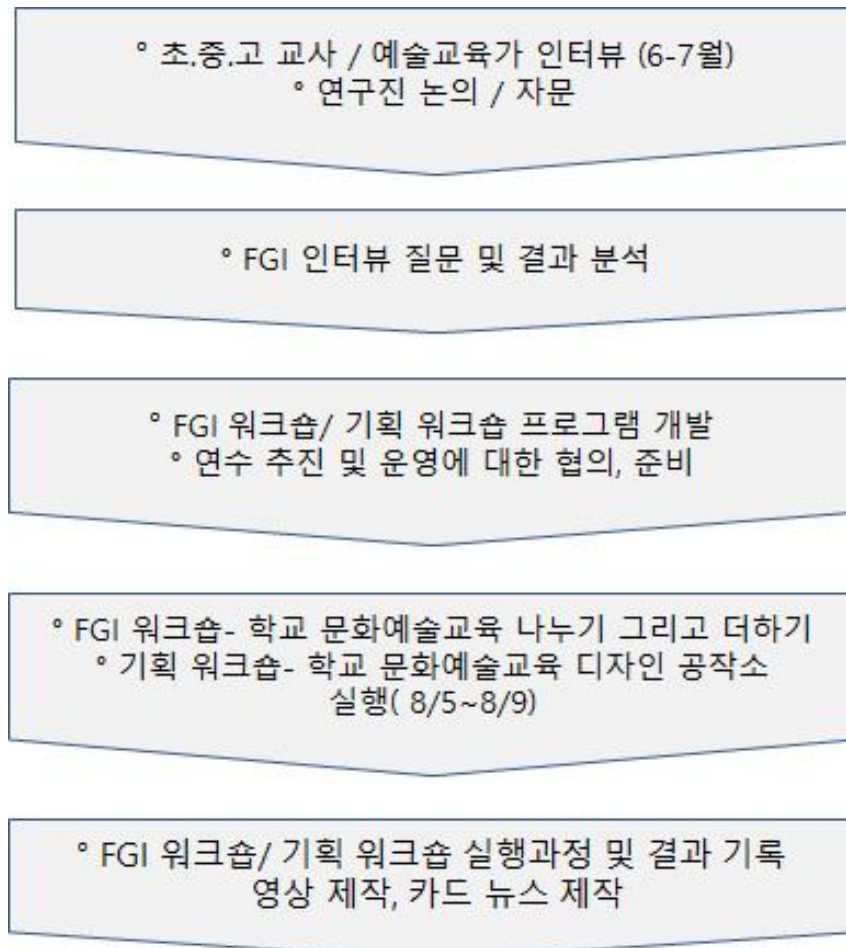 ° 초.중.고 교사 / 예술교육가 인터뷰 (6-7월)
° 연구진 논의 / 자문
° FGI 인터뷰 질문 및 결과 분석
° FGI 워크숍/ 기획 워크숍 프로그램 개발
° 연수 추진 및 운영에 대한 협의, 준비
° FGI 워크숍- 학교 문화예술교육 나누기 그리고 더하기
° 기획 워크숍- 학교 문화예술교육 디자인 공작소
실행( 8/5~8/9)
° FGI 워크숍/ 기획 워크숍 실행과정 및 결과 기록
영상 제작, 카드 뉴스 제작